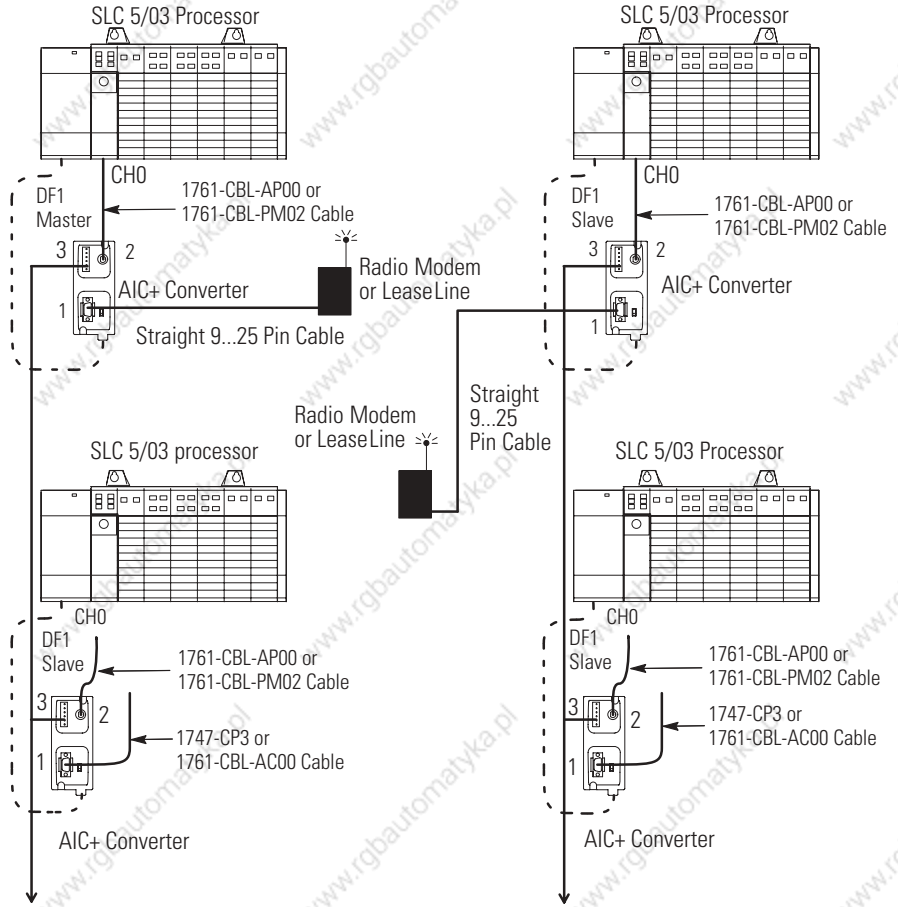 SLC 5/03 Processor
CH0
DF1
Master
1761-CBL-AP00 or
1761-CBL-PM02 Cable
3
2
1
AIC+ Converter
Radio Modem
or LeaseLine
Straight 9...25 Pin Cable
SLC 5/03 Processor
CH0
DF1
Slave
1761-CBL-AP00 or
1761-CBL-PM02 Cable
3
2
1
AIC+ Converter
Radio Modem
or LeaseLine
Straight
9...25
Pin Cable
SLC 5/03 processor
CH0
DF1
Slave
1761-CBL-AP00 or
1761-CBL-PM02 Cable
3
2
1
1747-CP3 or
1761-CBL-AC00 Cable
AIC+ Converter
SLC 5/03 Processor
CH0
DF1
Slave
1761-CBL-AP00 or
1761-CBL-PM02 Cable
3
2
1
1747-CP3 or
1761-CBL-AC00 Cable
AIC+ Converter
www.rgbautomatyka.pl